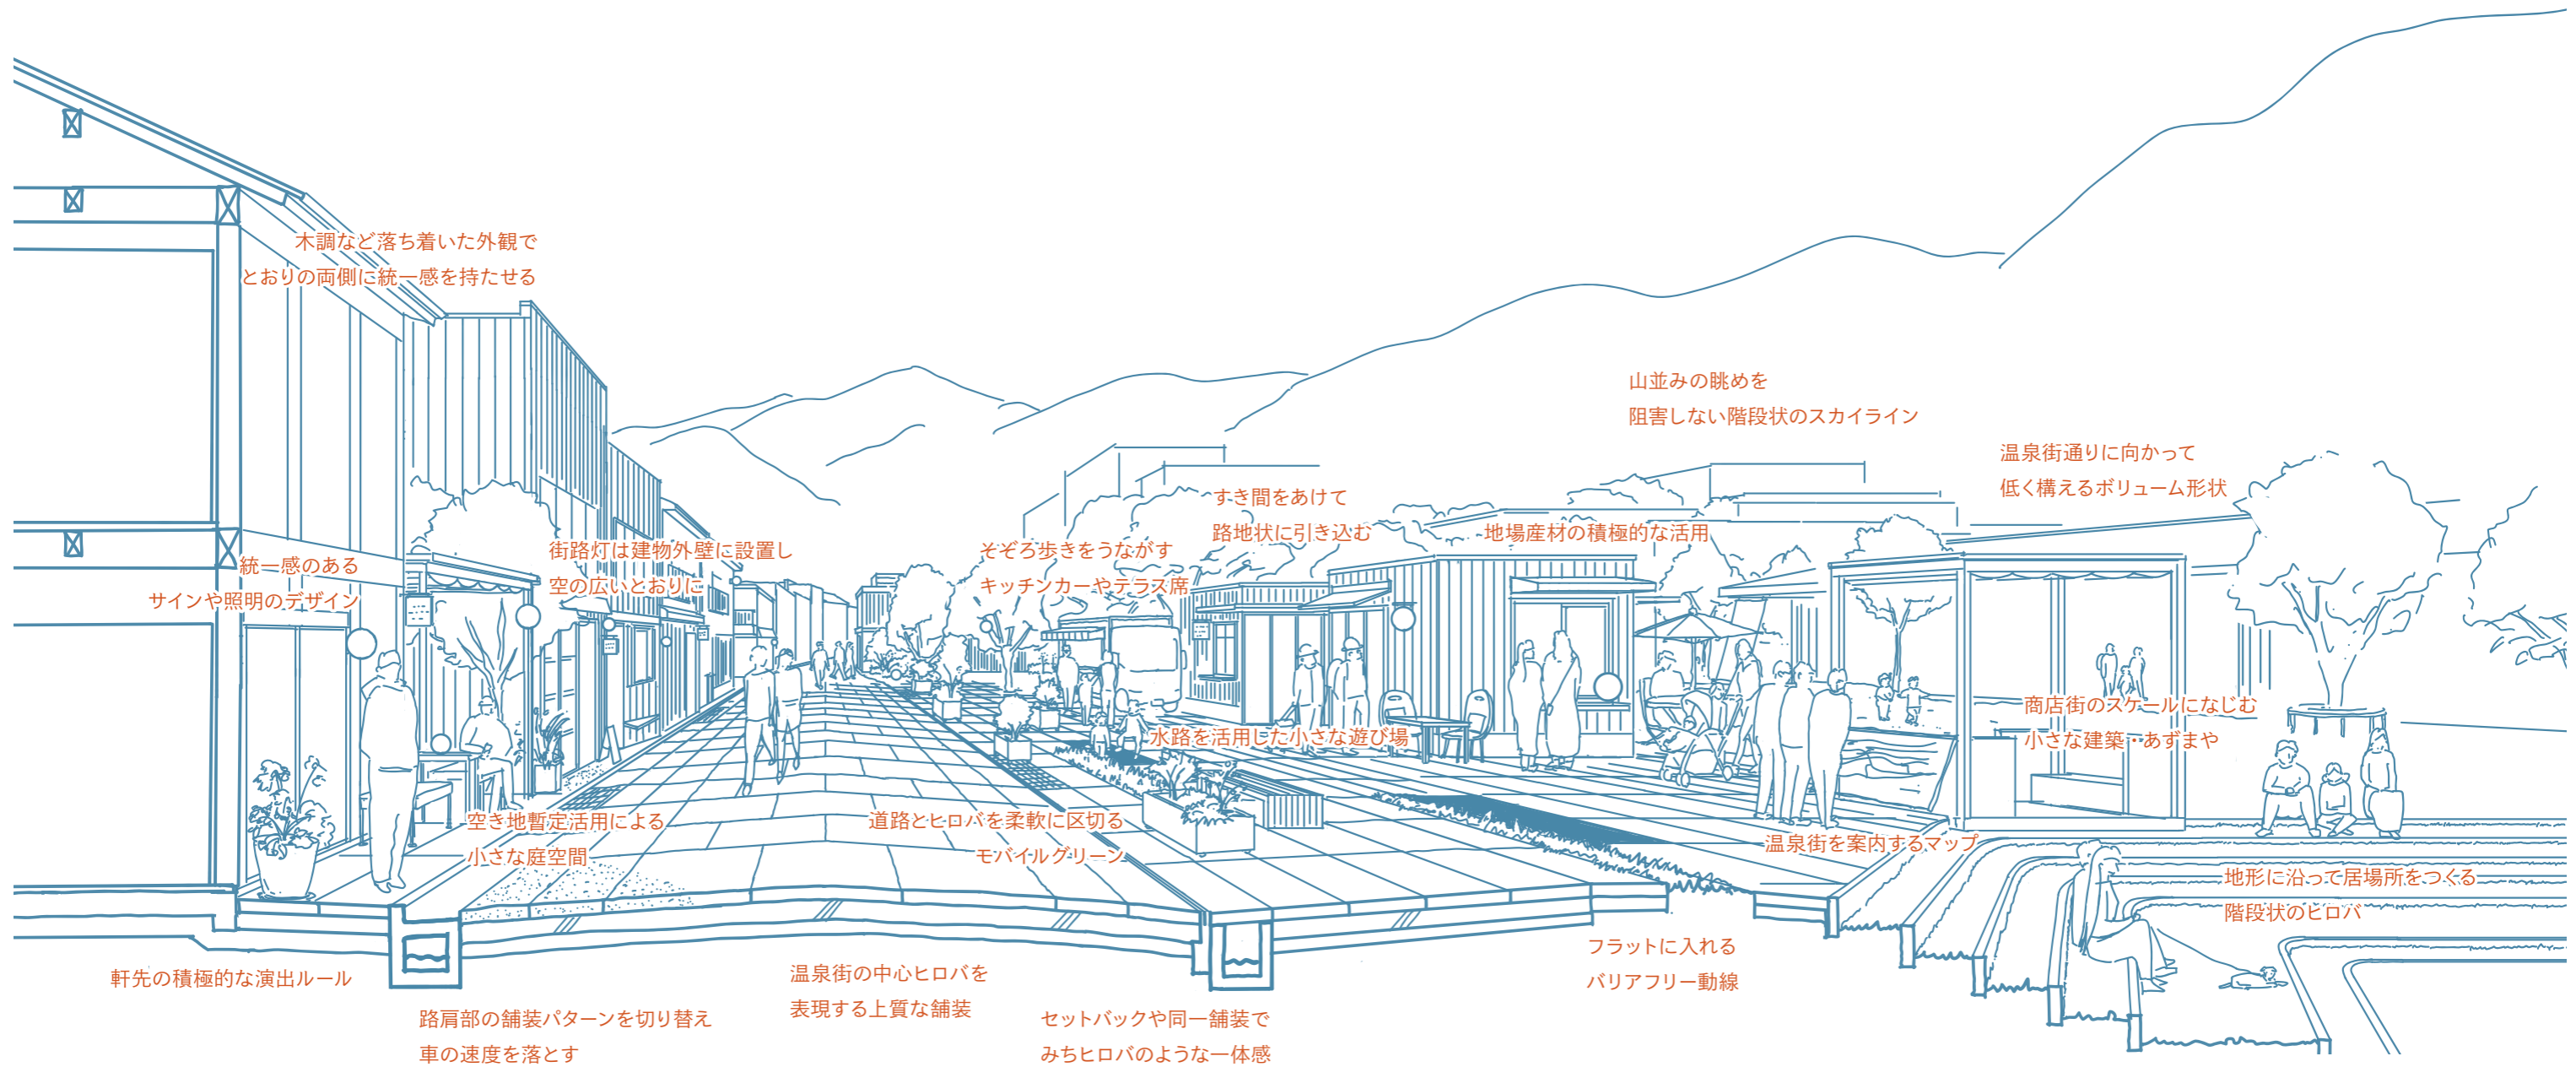 木調など落ち着いた外観で
とおりの両側に統一感を持たせる
山並みの眺めを
阻害しない階段状のスカイライン
温泉街通りに向かって
低く構えるボリューム形状
すき間をあけて
路地状に引き込む
地場産材の積極的な活用
統一感のある
サインや照明のデザイン
街路灯は建物外壁に設置し
空の広いとおりに
そぞろ歩きをうながす
キッチンカーやテラス席
商店街のスケールになじむ
小さな建築・あずまや
水路を活用した小さな遊び場
空き地暫定活用による
小さな庭空間
道路とヒロバを柔軟に区切る
モバイルグリーン
温泉街を案内するマップ
地形に沿って居場所をつくる
階段状のヒロバ
軒先の積極的な演出ルール
路肩部の舗装パターンを切り替え
車の速度を落とす
温泉街の中心ヒロバを
表現する上質な舗装
セットバックや同一舗装で
みちヒロバのような一体感
フラットに入れる
バリアフリー動線